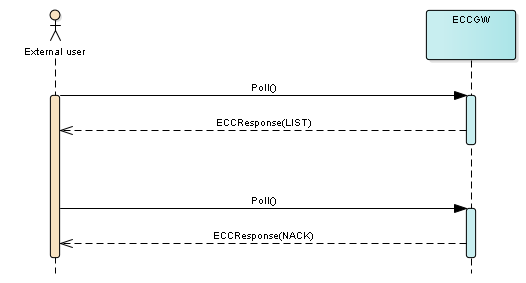 ECCGW
External user
Poll()
ECCResponse(LIST)
Poll()
ECCResponse(NACK)